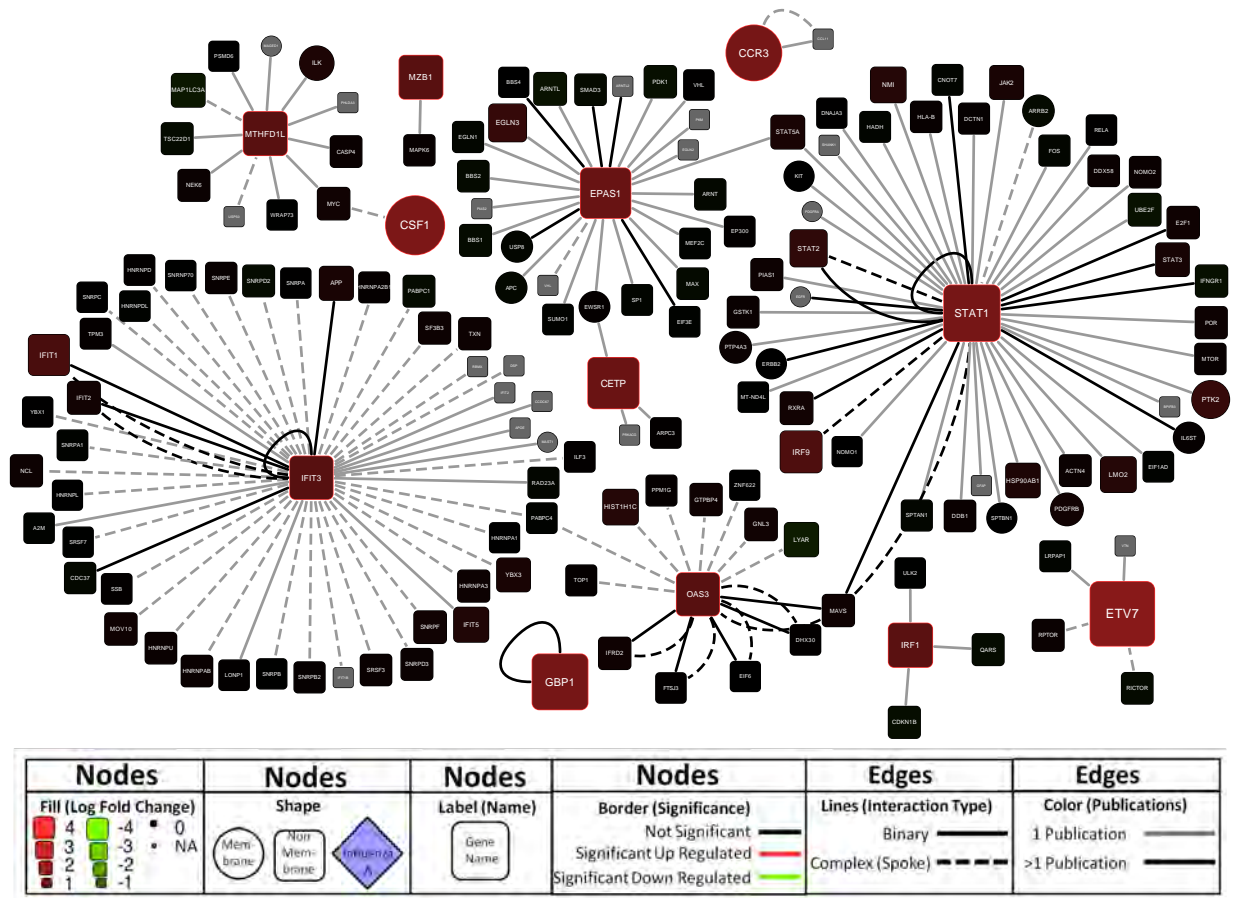 CCR3
PSMD6
ILK
MAP1LC3A
MTHFD1L
TSC22D1
CASP4
NEK6
MYC
WRAP73
MZB1
MAPK6
CSF1
BBS4
ARNTL
SMAD3
PDK1
VHL
EGLN3
EGLN1
BBS2
EPAS1
ARNT
BBS1
USP8
EP300
MEF2C
APC
MAX
SUMO1
EWSR1
SP1
EIF3E
CETP
ARPC3
STAT5A
DNAJA3
NMI
CNOT7
JAK2
HADH
HLA-B
DCTN1
ARRB2
FOS
RELA
DDX58
NOMO2
KIT
UBE2F
E2F1
STAT2
STAT3
PIAS1
IFNGR1
GSTK1
STAT1
POR
PTP4A3
MTOR
ERBB2
MT-ND4L
PTK2
RXRA
IRF9
NOMO1
IL6ST
EIF1AD
LMO2
ACTN4
HSP90AB1
PDGFRB
SPTAN1
DDB1
SPTBN1
HNRNPD
SNRNP70
SNRPE
SNRPD2
SNRPA
APP
HNRNPA2B1
PABPC1
SNRPC
HNRNPDL
TPM3
SF3B3
TXN
IFIT1
IFIT2
YBX1
SNRPA1
NCL
IFIT3
ILF3
HNRNPL
RAD23A
A2M
PABPC4
SRSF7
HNRNPA1
CDC37
SSB
YBX3
HNRNPA3
MOV10
IFIT5
HNRNPU
SNRPF
HNRNPAB
LONP1
SNRPB
SNRPB2
SRSF3
SNRPD3
HIST1H1C
PPM1G
GTPBP4
ZNF622
GNL3
LYAR
TOP1
OAS3
MAVS
IFRD2
DHX30
FTSJ3
EIF6
GBP1
ULK2
IRF1
QARS
CDKN1B
LRPAP1
ETV7
RPTOR
RICTOR
Nodes Nodes Nodes Nodes Edges Edges
Fill (Log Fold Change)
4 -4 0
3 -3 NA
2 -2
1 -1
Shape
Mem-
brane
Non
Mem-
brane
Influenza
A
Label (Name)
Gene
Name
Border (Significance)
Not Significant
Significant Up Regulated
Significant Down Regulated
Lines (Interaction Type)
Binary
Complex (Spoke)
Color (Publications)
1 Publication
>1 Publication